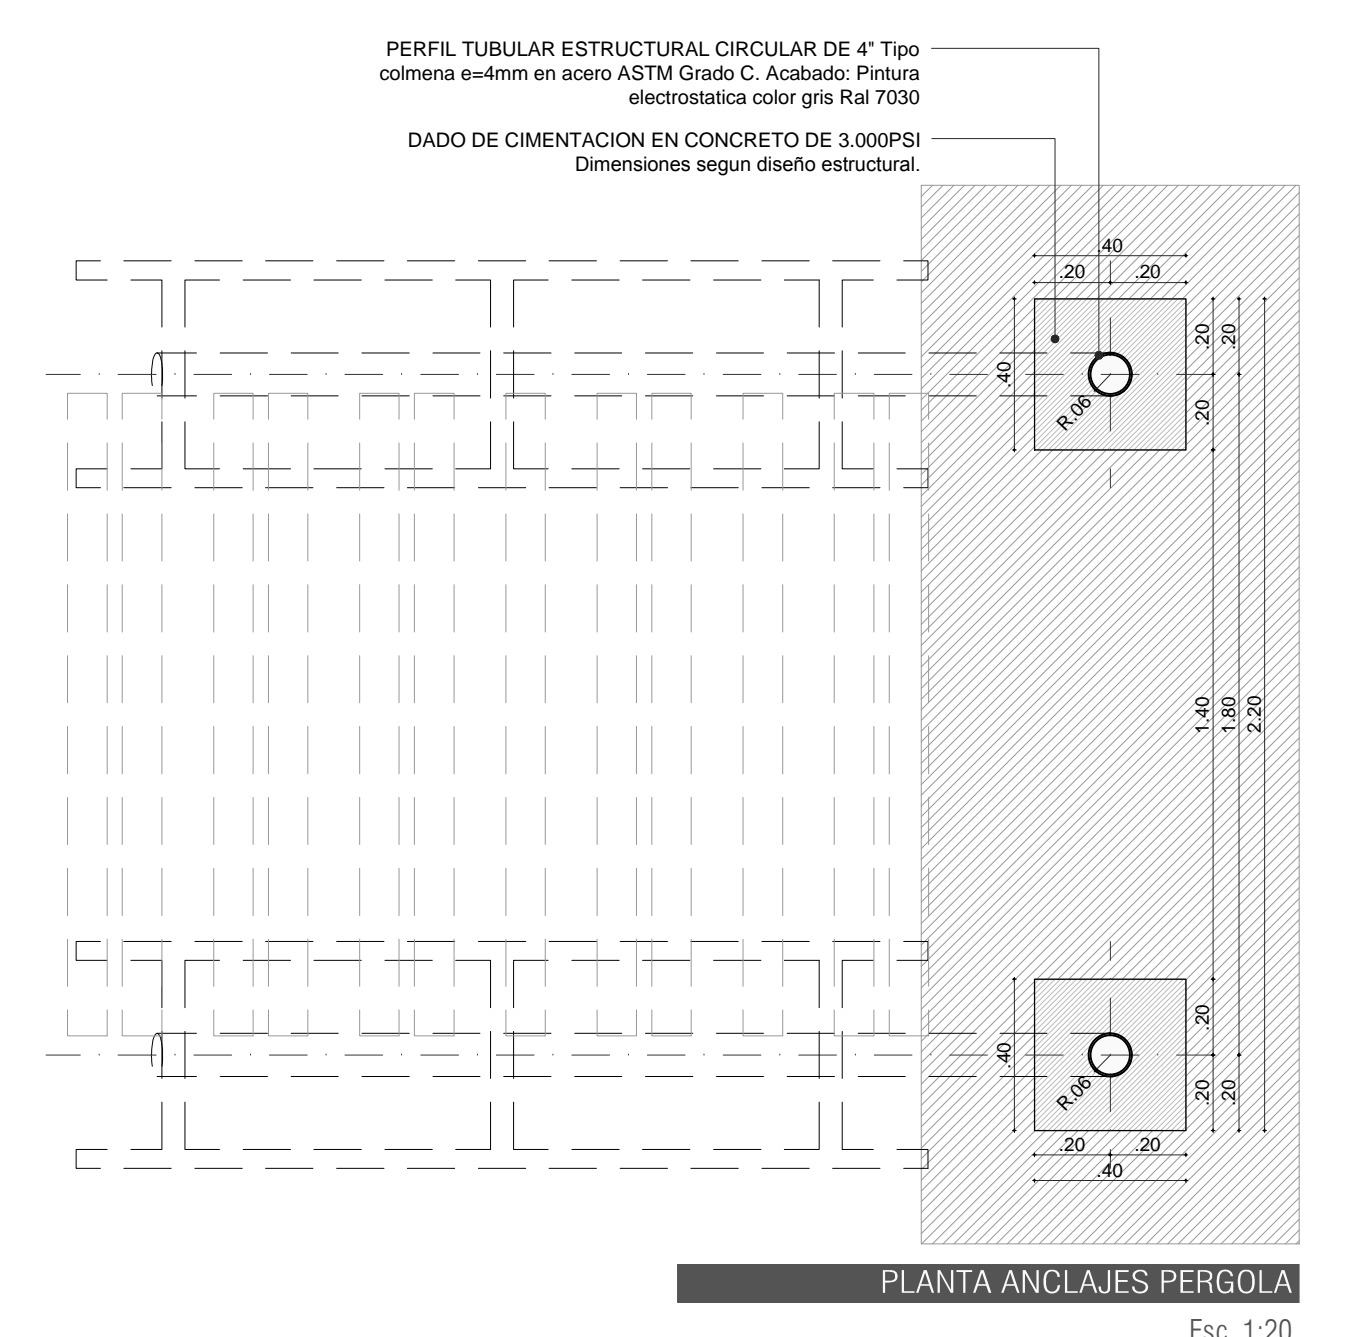 PERFIL TUBULAR ESTRUCTURAL CIRCULAR DE 4" Tipo
colmena e=4mm en acero ASTM Grado C. Acabado: Pintura
electrostatica color gris Ral 7030
DADO DE CIMENTACION EN CONCRETO DE 3.000PSI
Dimensiones segun diseño estructural.
.40
.20 .20
.20 .20
.40
R.06
.20
1.40 1.80 2.20
.20
.40
R.06
.20 .20
.20 .20
.40
PLANTA ANCLAJES PERGOLA
Esc. 1:20